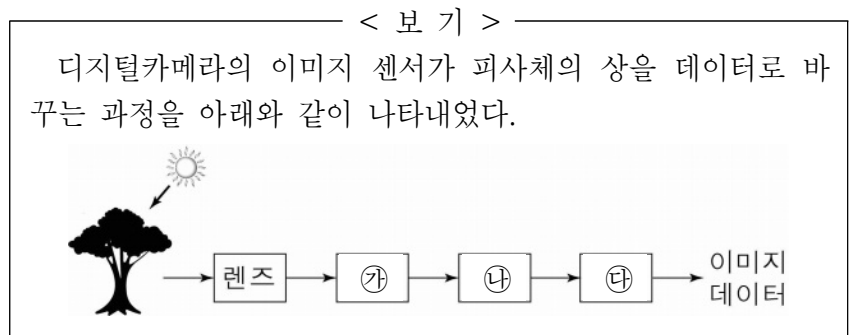 < 보 기 >
디지털카메라의 이미지 센서가 피사체의 상을 데이터로 바
꾸는 과정을 아래와 같이 나타내었다.
렌즈
㉮
㉯
㉰
이미지
데이터